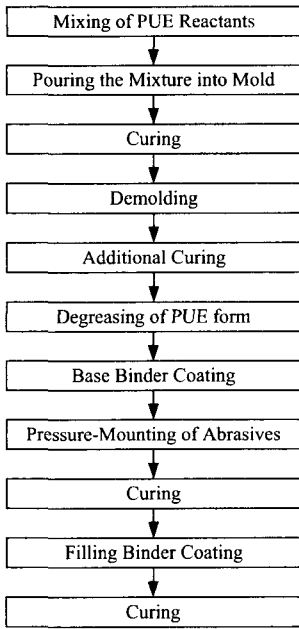 Mixing of PUE Reactants
Pouring the Mixture into Mold
Curing
Demolding
Additional Curing
Degreasing of PUE form
Base Binder Coating
Pressure-Mounting of Abrasives
Curing
Filling Binder Coating
Curing